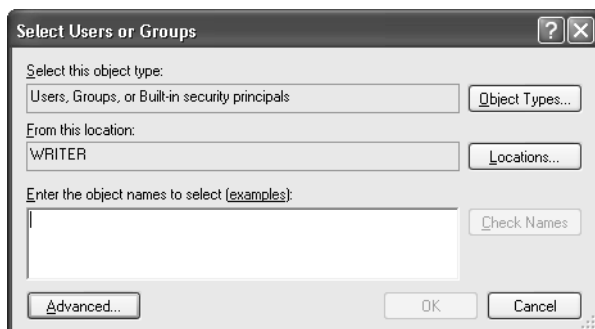 Select Users or Groups
Select this object type:
Users, Groups, or Built-in security principals
Object Types...
From this location:
WRITER
Locations...
Enter the object names to select (examples):
Check Names
Advanced...
OK
Cancel